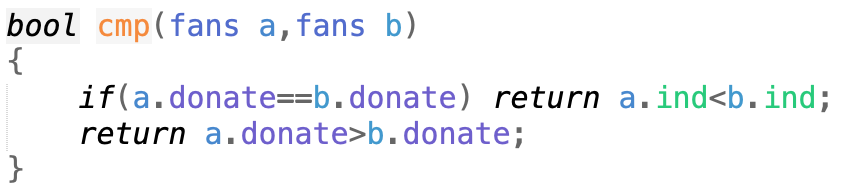 bool cmp(fans a,fans b)
{
    if(a.donate==b.donate) return a.ind<b.ind;
    return a.donate>b.donate;
}